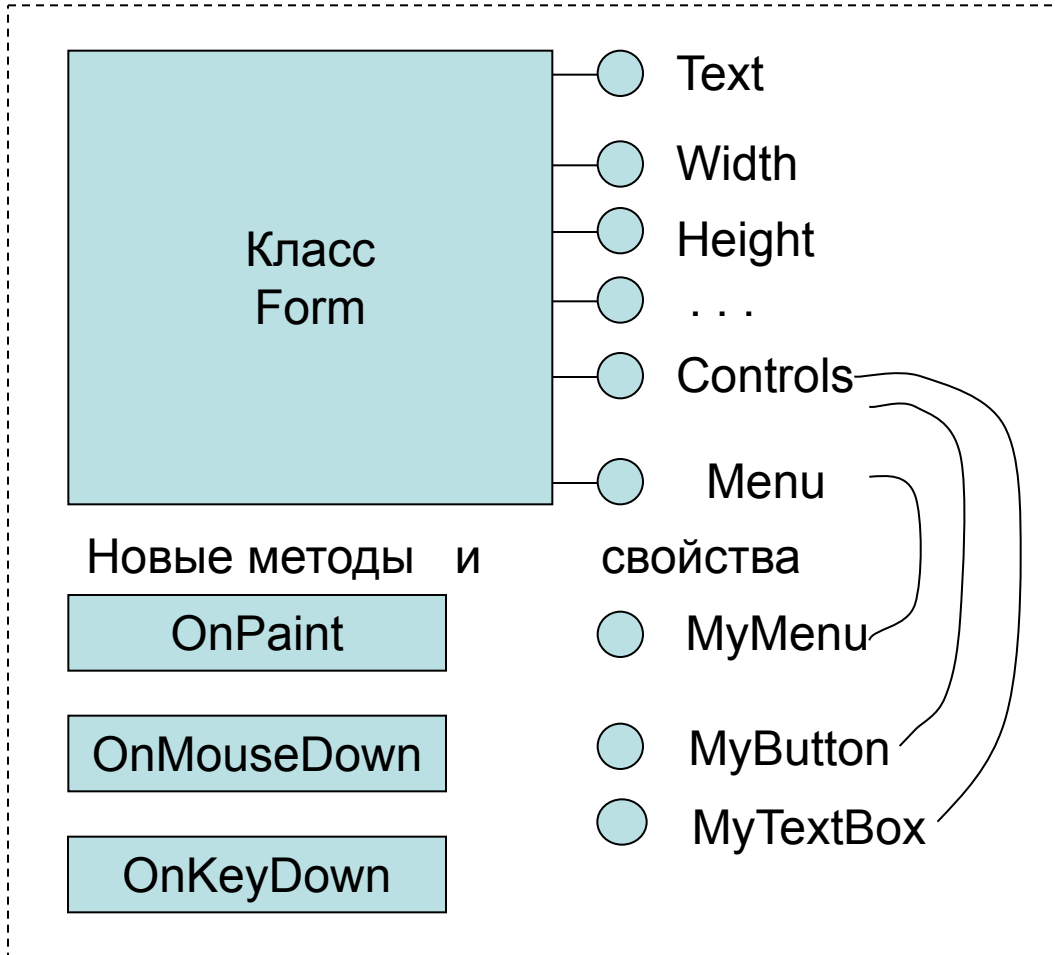 Класс
Form
Text
Width
Height
. . .
Controls
Menu
Новые методы и свойства
OnPaint
OnMouseDown
OnKeyDown
MyMenu
MyButton
MyTextBox